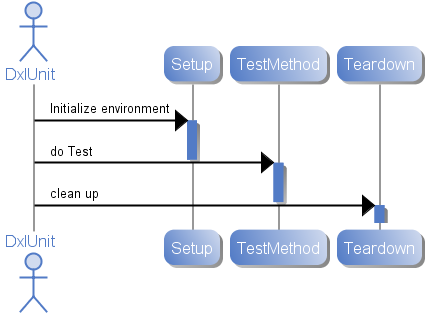 DxlUnit
Setup
TestMethod
Teardown
Initialize environment
do Test
clean up
DxlUnit
Setup
TestMethod
Teardown